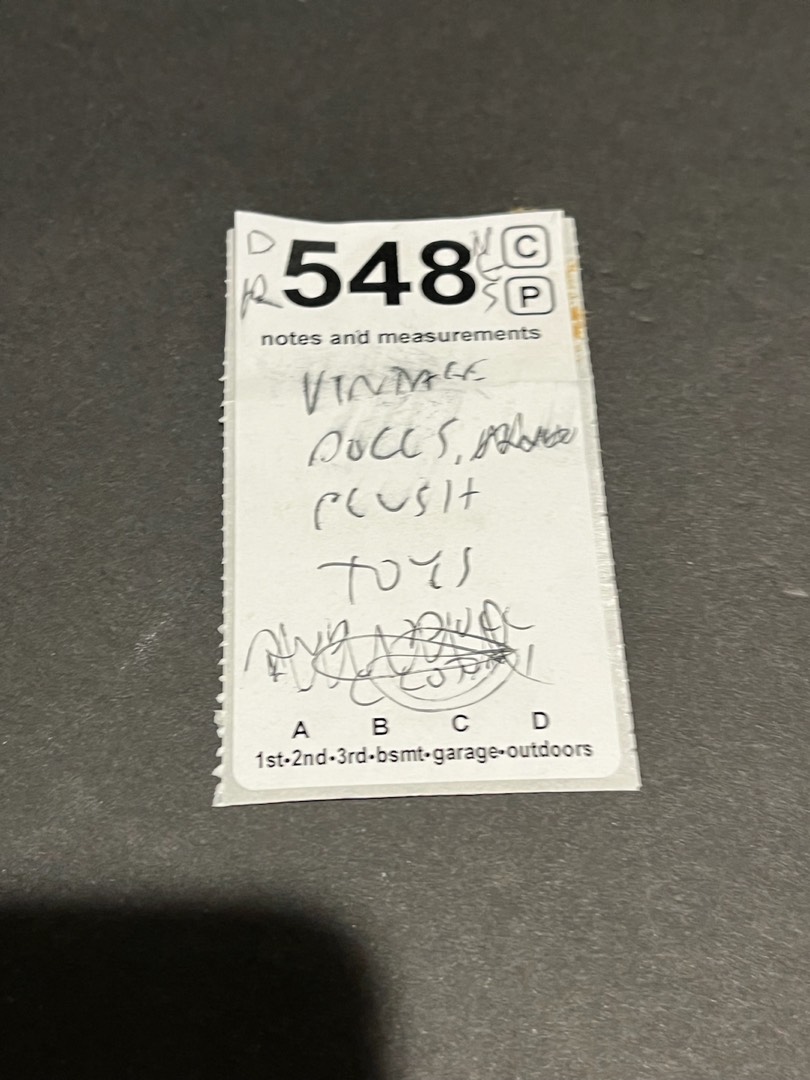 D 548 C
P
notes and measurements
VINTAGE
DOLLS,
PLUSH
TOYS
A B C D
1st•2nd•3rd•bsmt•garage•outdoors